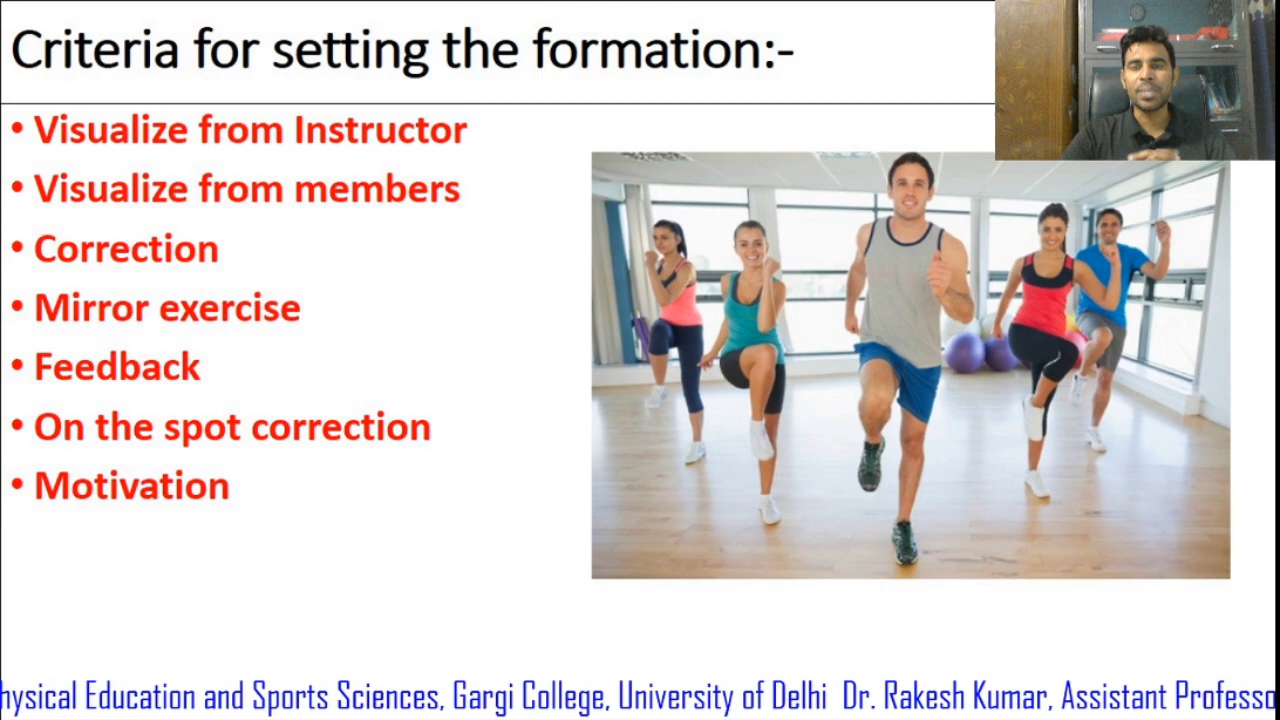 Criteria for setting the formation:-
• Visualize from Instructor
• Visualize from members
• Correction
• Mirror exercise
• Feedback
• On the spot correction
• Motivation
hysical Education and Sports Sciences, Gargi College, University of Delhi Dr. Rakesh Kumar, Assistant Professo